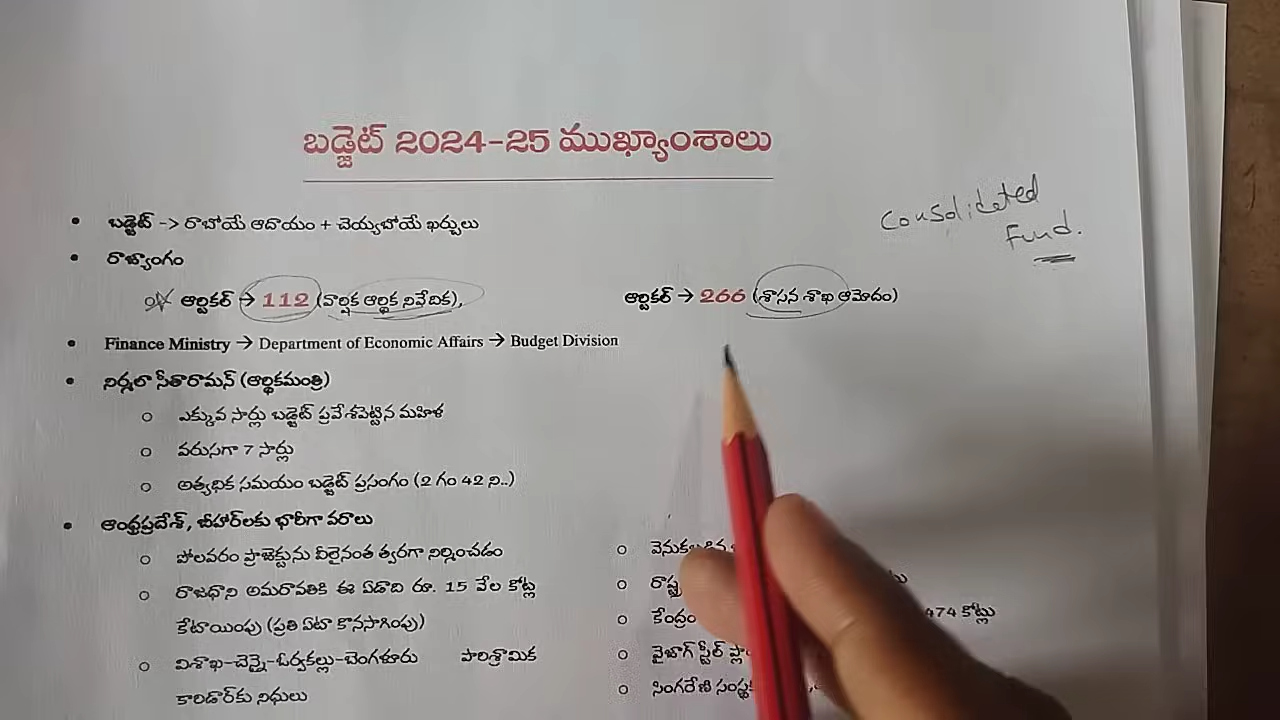 బడ్జెట్ 2024-25 ముఖ్యాంశాలు
Consolidated
Fund.
బడ్జెట్ -> రాబోయే ఆదాయం + చెయ్యబోయే ఖర్చులు
రాజ్యాంగం
ఆర్టికల్ → 112 (వార్షిక ఆర్థిక నివేదిక), ఆర్టికల్ → 266 (శాసన శాఖ ఆమోదం)
Finance Ministry → Department of Economic Affairs → Budget Division
నిర్మలా సీతారామన్ (ఆర్థికమంత్రి)
ఎక్కువ సార్లు బడ్జెట్ ప్రవేశపెట్టిన మహిళ
వరుసగా 7 సార్లు
అత్యధిక సమయం బడ్జెట్ ప్రసంగం (2 గం 42 ని..)
ఆంధ్రప్రదేశ్, బీహార్‌లకు భారీగా వరాలు
పోలవరం ప్రాజెక్టును వీలైనంత త్వరగా నిర్మించడం
రాజధాని అమరావతికి ఈ ఏడాది రూ. 15 వేల కోట్ల
కేటాయింపు (ప్రతి ఏటా కొనసాగింపు)
విశాఖ-చెన్నై-ఓర్వకల్లు-బెంగళూరు పారిశ్రామిక
కారిడార్‌కు నిధులు
కేంద్రం 474 కోట్లు
వైజాగ్ స్టీల్
సింగరేణి